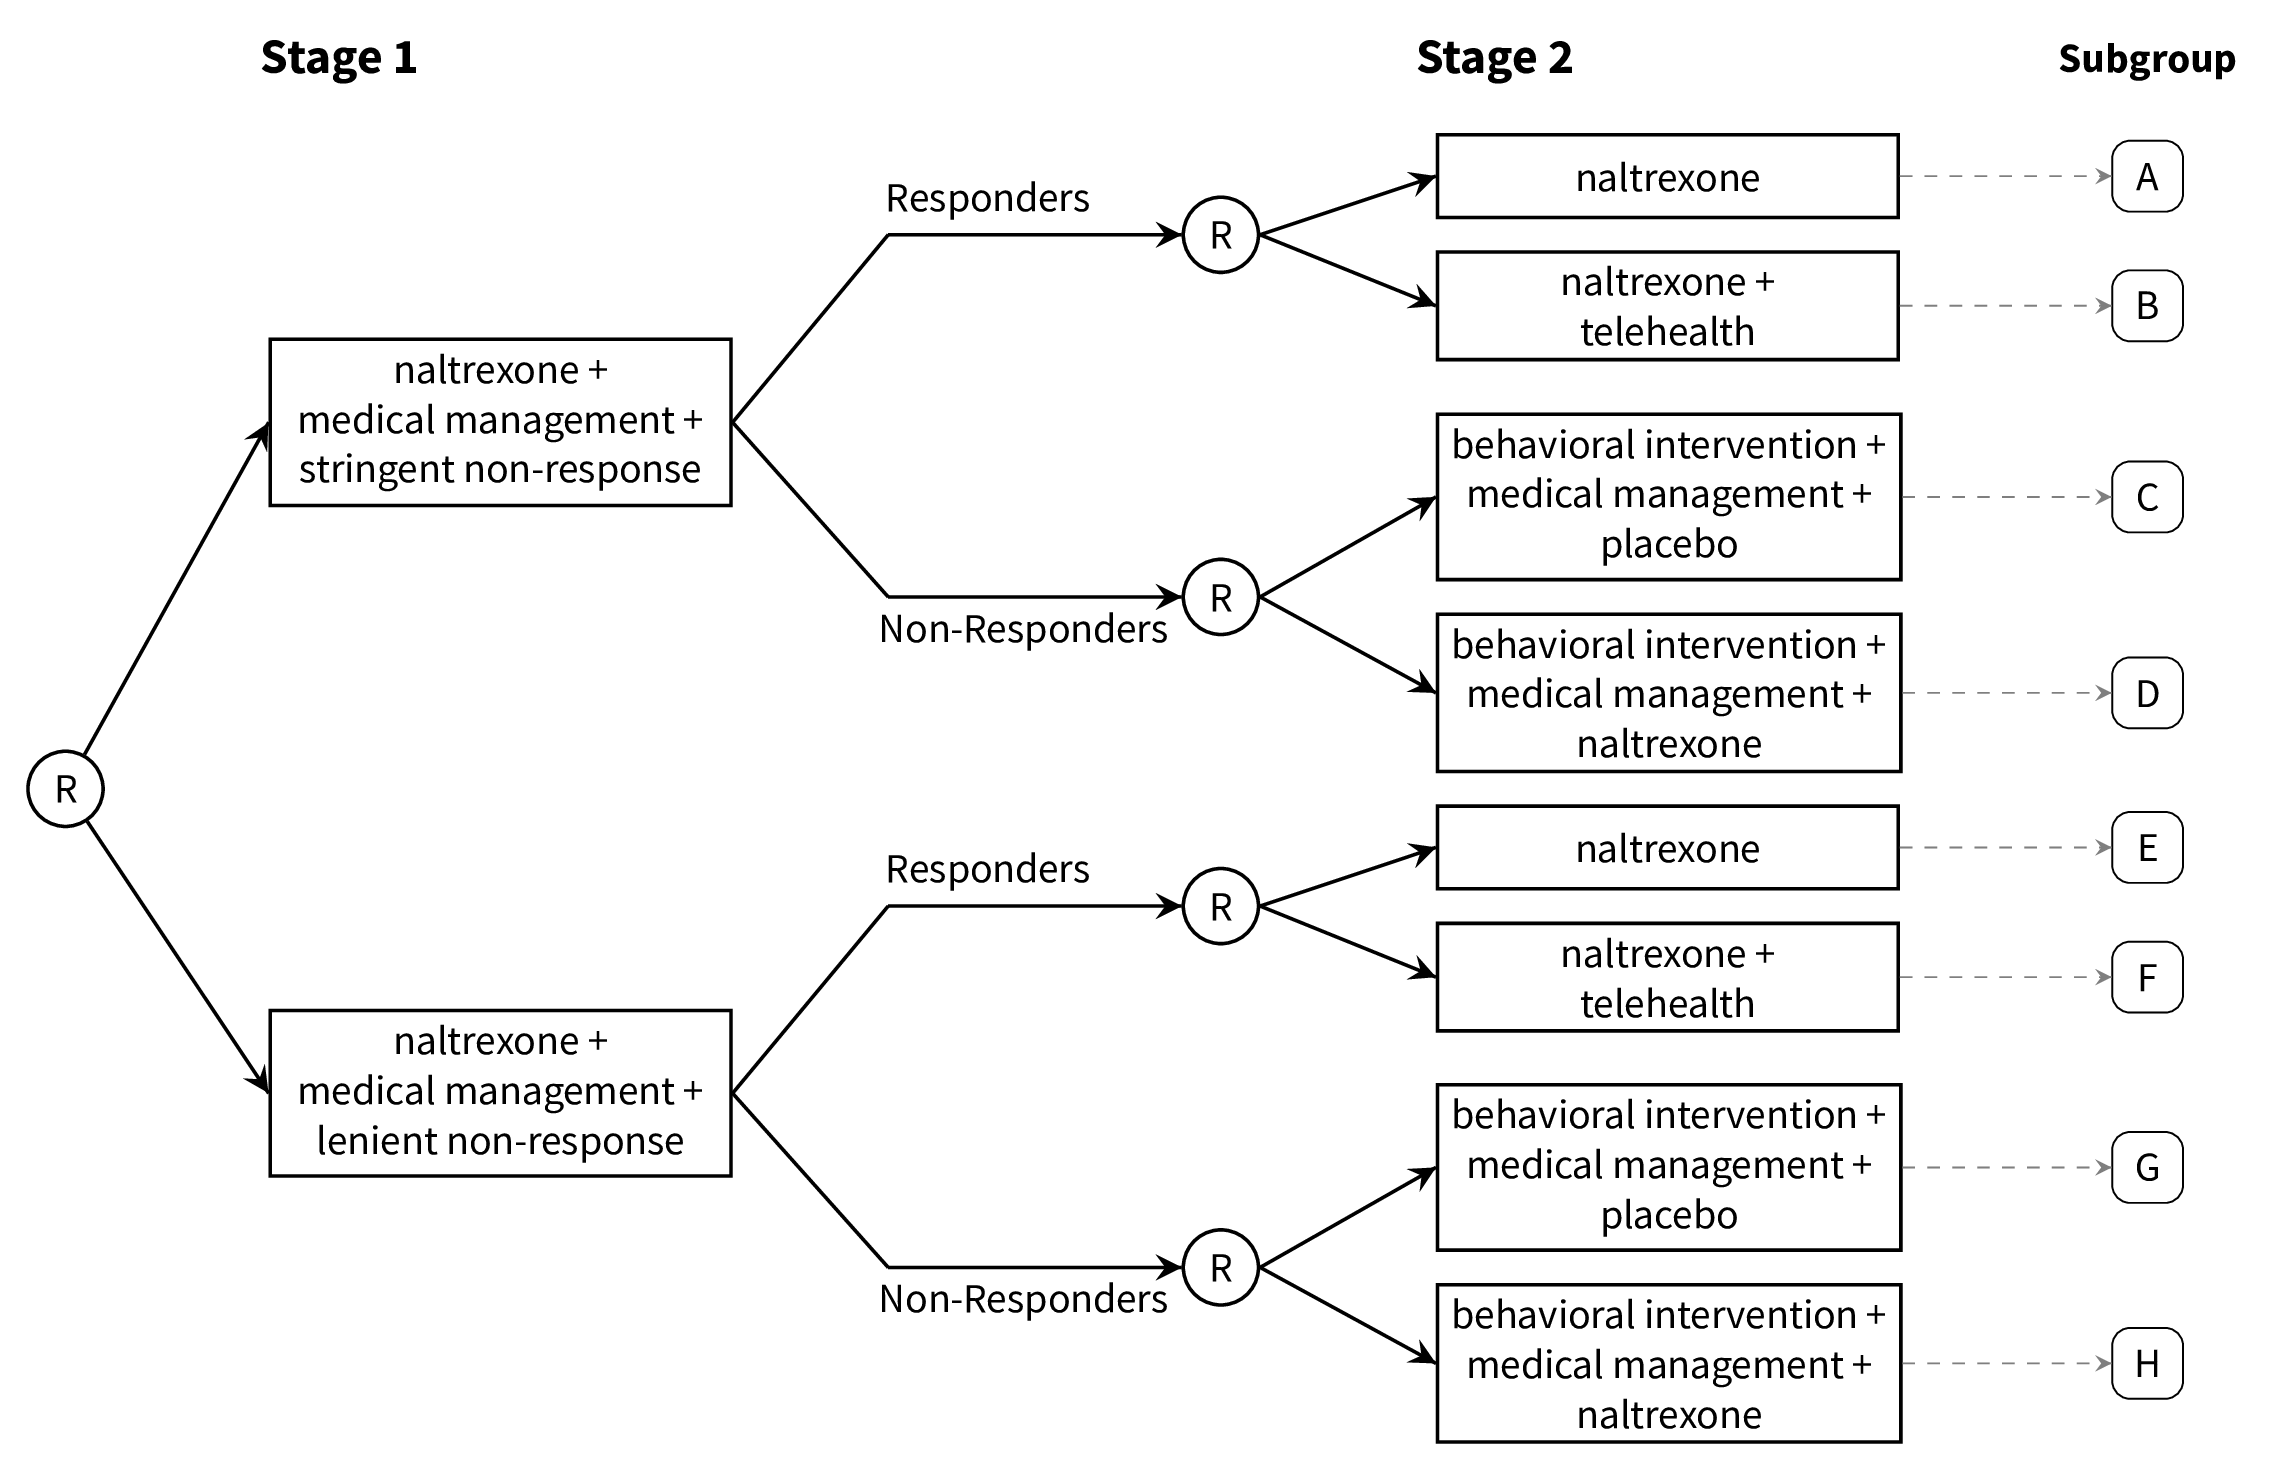 Stage 1
Stage 2
Subgroup
naltrexone
A
Responders
R
naltrexone +
telehealth
B
naltrexone +
medical management +
stringent non-response
behavioral intervention +
medical management +
placebo
C
R
Non-Responders
behavioral intervention +
medical management +
naltrexone
D
R
naltrexone
E
Responders
R
naltrexone +
telehealth
F
naltrexone +
medical management +
lenient non-response
behavioral intervention +
medical management +
placebo
G
R
Non-Responders
behavioral intervention +
medical management +
naltrexone
H